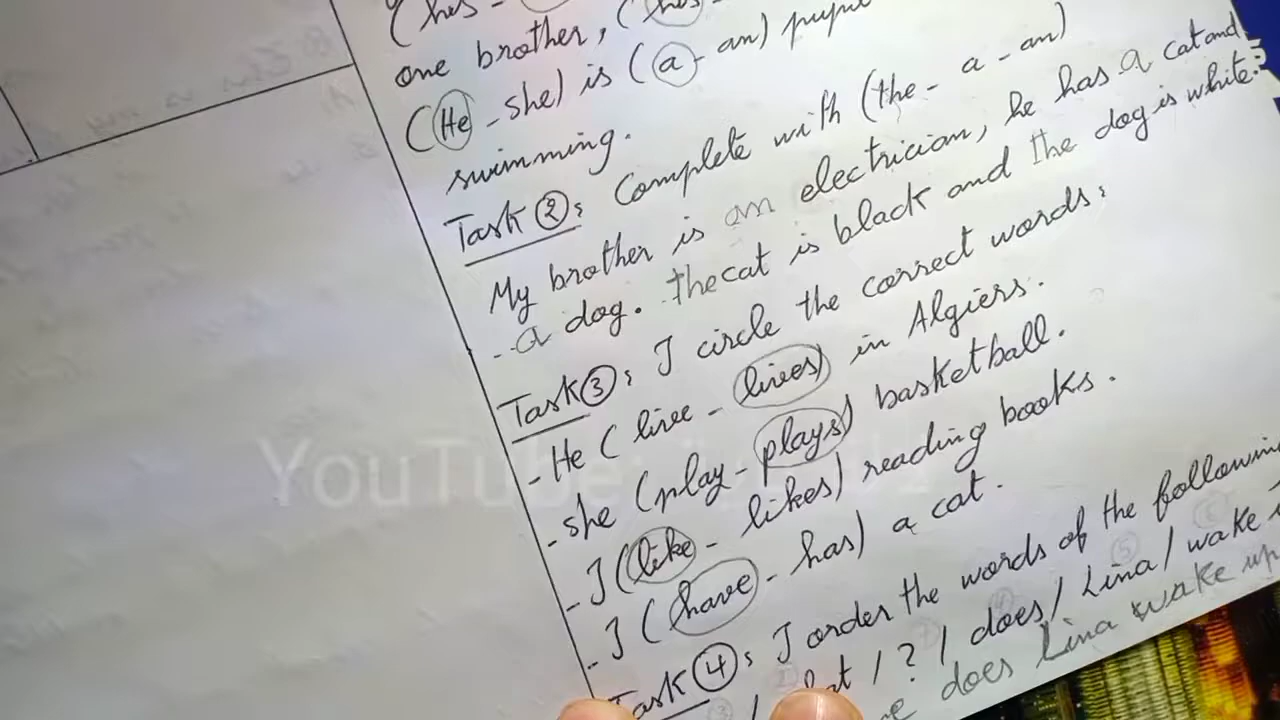 (has -
one brother, (has -
(He - she) is (a - an) pupil
swimming.
Task ②: Complete with (the - a - an)
My brother is an electrician, he has a cat and
- a dog. The cat is black and the dog is white.
Task ③: I circle the correct words:
- He (live - lives) in Algiers.
- she (play - plays) basketball.
- I (like - likes) reading books.
- I (have - has) a cat.
Task ④: I order the words of the following
/ ? / does / Lina / wake
does Lina wake up
YouTube: